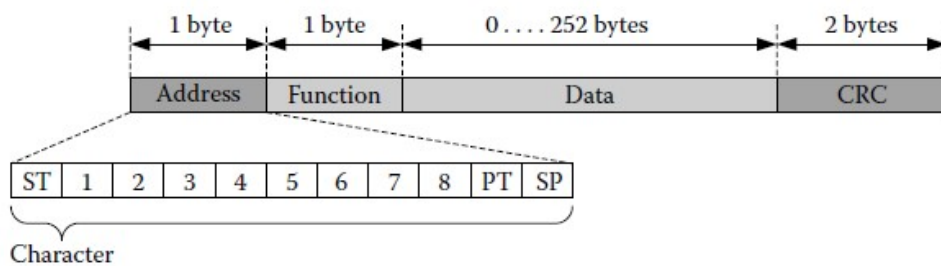 1 byte 1 byte 0 . . . . 252 bytes 2 bytes
Address Function Data CRC
ST 1 2 3 4 5 6 7 8 PT SP
Character